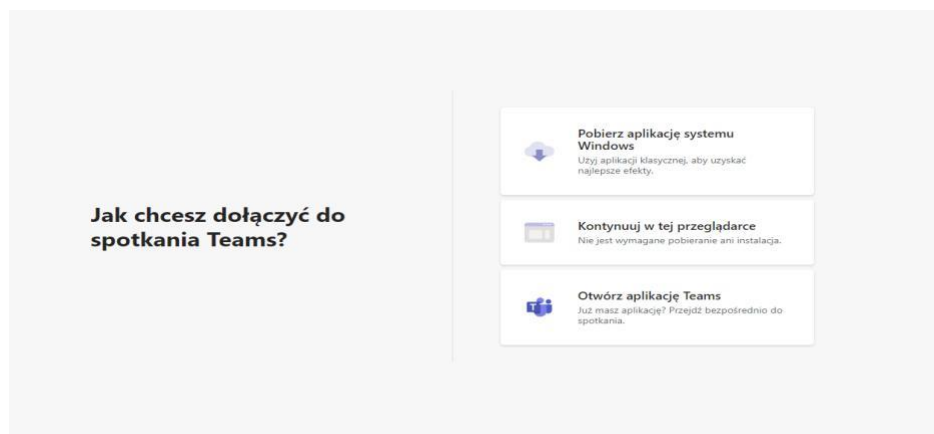 Jak chcesz dołączyć do
spotkania Teams?
Pobierz aplikację systemu
Windows
Użyj aplikacji klasycznej, aby uzyskać
najlepsze efekty.
Kontynuuj w tej przeglądarce
Nie jest wymagane pobieranie ani instalacja.
Otwórz aplikację Teams
Już masz aplikację? Przejdź bezpośrednio do
spotkania.